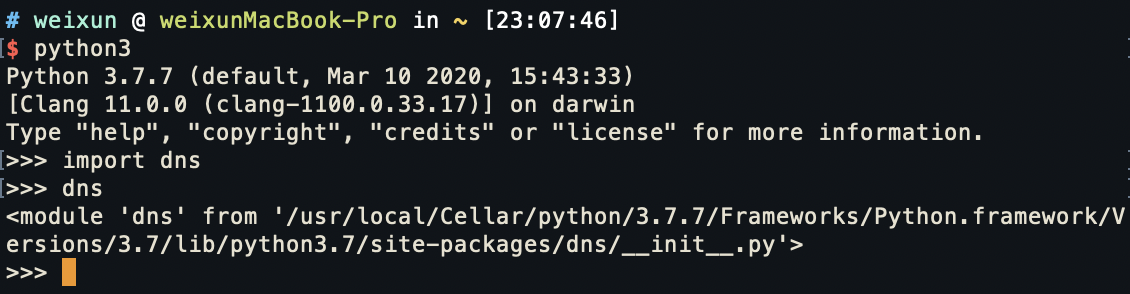 # weixun @ weixunMacBook-Pro in ~ [23:07:46]
$ python3
Python 3.7.7 (default, Mar 10 2020, 15:43:33)
[Clang 11.0.0 (clang-1100.0.33.17)] on darwin
Type "help", "copyright", "credits" or "license" for more information.
>>> import dns
>>> dns
<module 'dns' from '/usr/local/Cellar/python/3.7.7/Frameworks/Python.framework/V
ersions/3.7/lib/python3.7/site-packages/dns/__init__.py'>
>>>